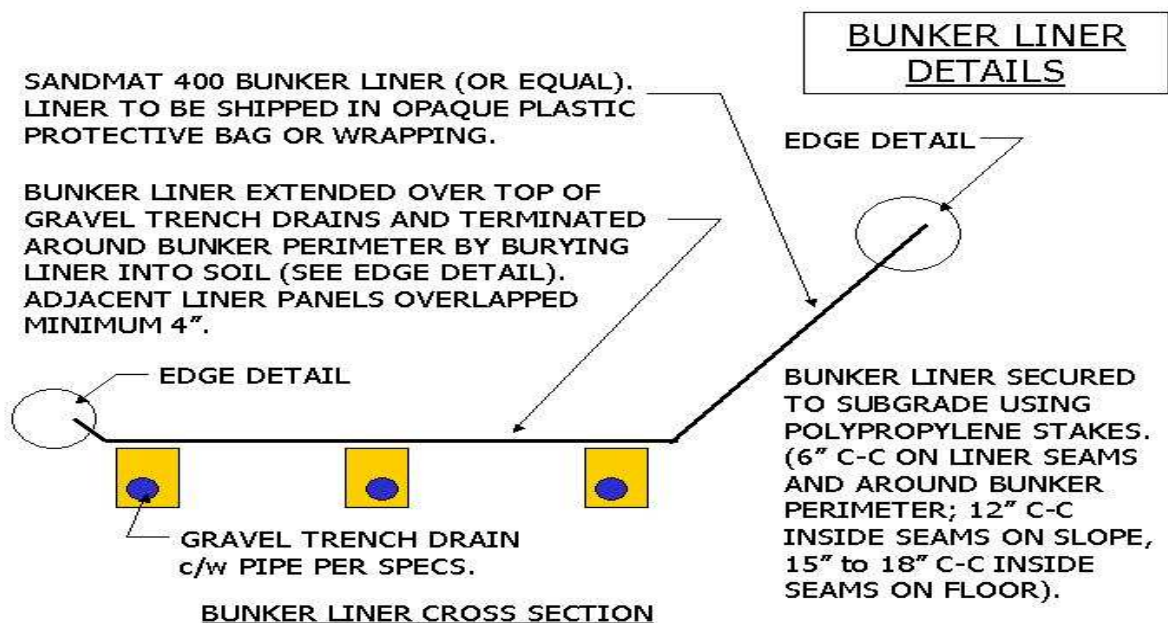 BUNKER LINER
DETAILS
SANDMAT 400 BUNKER LINER (OR EQUAL).
LINER TO BE SHIPPED IN OPAQUE PLASTIC
PROTECTIVE BAG OR WRAPPING.
EDGE DETAIL
BUNKER LINER EXTENDED OVER TOP OF
GRAVEL TRENCH DRAINS AND TERMINATED
AROUND BUNKER PERIMETER BY BURYING
LINER INTO SOIL (SEE EDGE DETAIL).
ADJACENT LINER PANELS OVERLAPPED
MINIMUM 4”.
EDGE DETAIL
BUNKER LINER SECURED
TO SUBGRADE USING
POLYPROPYLENE STAKES.
(6” C-C ON LINER SEAMS
AND AROUND BUNKER
PERIMETER; 12” C-C
INSIDE SEAMS ON SLOPE,
15” to 18” C-C INSIDE
SEAMS ON FLOOR).
GRAVEL TRENCH DRAIN
c/w PIPE PER SPECS.
BUNKER LINER CROSS SECTION